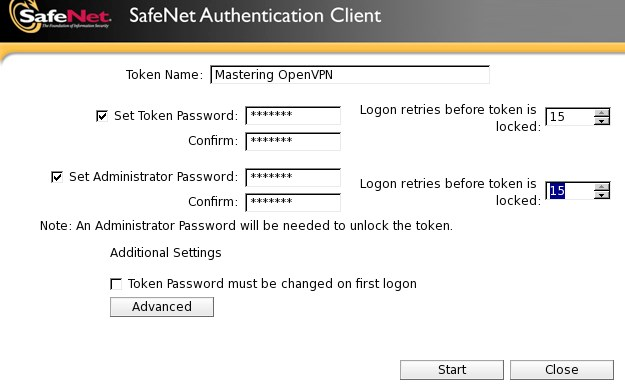 SafeNet.
The Foundation of Information Security
SafeNet Authentication Client
Token Name: Mastering OpenVPN
Set Token Password: *******
Logon retries before token is locked: 15
Confirm: *******
Set Administrator Password: *******
Logon retries before token is locked: 15
Confirm: *******
Note: An Administrator Password will be needed to unlock the token.
Additional Settings
Token Password must be changed on first logon
Advanced
Start Close